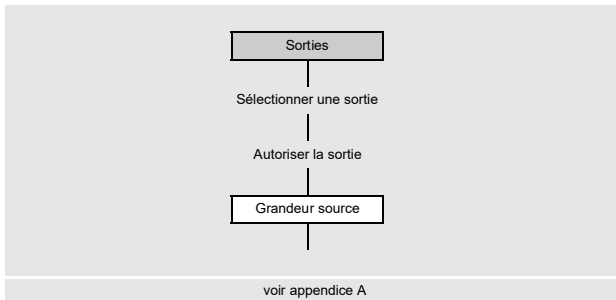 Sorties
Sélectionner une sortie
Autoriser la sortie
Grandeur source
voir appendice A